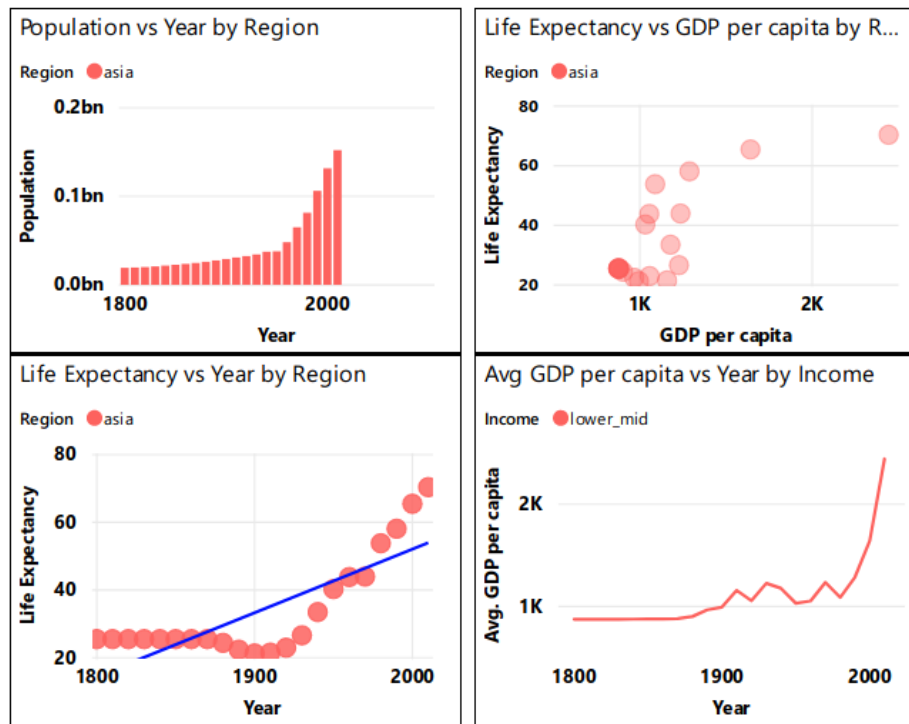 Population vs Year by Region
Region asia
0.2bn
0.1bn
0.0bn
Population
1800 2000
Year
Life Expectancy vs GDP per capita by R...
Region asia
80
60
40
20
Life Expectancy
1K 2K
GDP per capita
Life Expectancy vs Year by Region
Region asia
80
60
40
20
Life Expectancy
1800 1900 2000
Year
Avg GDP per capita vs Year by Income
Income lower_mid
2K
1K
Avg. GDP per capita
1800 1900 2000
Year